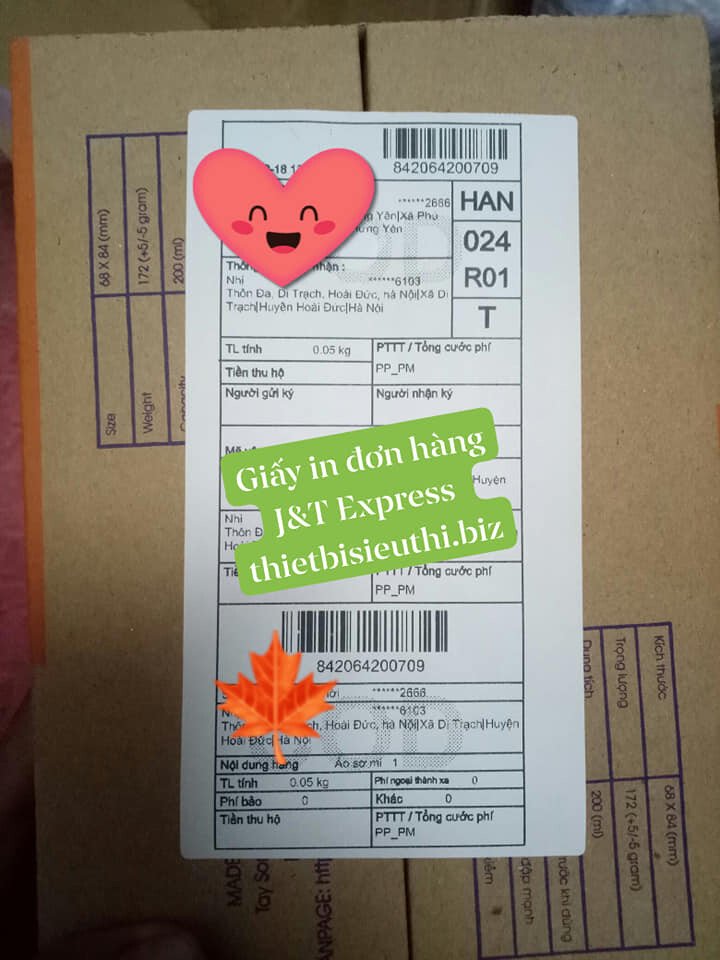 842064200709
HAN
024
R01
T
******2666
Yên|Xã Phù
Hưng Yên
nhận :
Nhi
******6103
Thôn Đa, Di Trạch, Hoài Đức, hà Nội|Xã Di
Trạch|Huyện Hoài Đức|Hà Nội
TL tính 0.05 kg
PTTT / Tổng cước phí
Tiền thu hộ
PP_PM
Người gửi ký
Người nhận ký
Giấy in đơn hàng
J&T Express
thietbisieuthi.biz
Huyện
Nhi
Thôn
PTTT / Tổng cước phí
PP_PM
842064200709
******2666
******6103
Hoài Đức, hà Nội|Xã Di Trạch|Huyện
Hoài Đức|Hà Nội
Nội dung hàng Áo sơ mi 1
TL tính 0.05 kg
Phí ngoại thành xa 0
Phí bảo 0
Khác 0
Tiền thu hộ
PTTT / Tổng cước phí
PP_PM
Size
68 X 84 (mm)
Weight
172 (+5/-5 gram)
Capacity
200 (ml)
Kích thước
68 X 84 (mm)
Trọng lượng
172 (+5/-5 gram)
Dung tích
200 (ml)
MADE
Tay Sơn